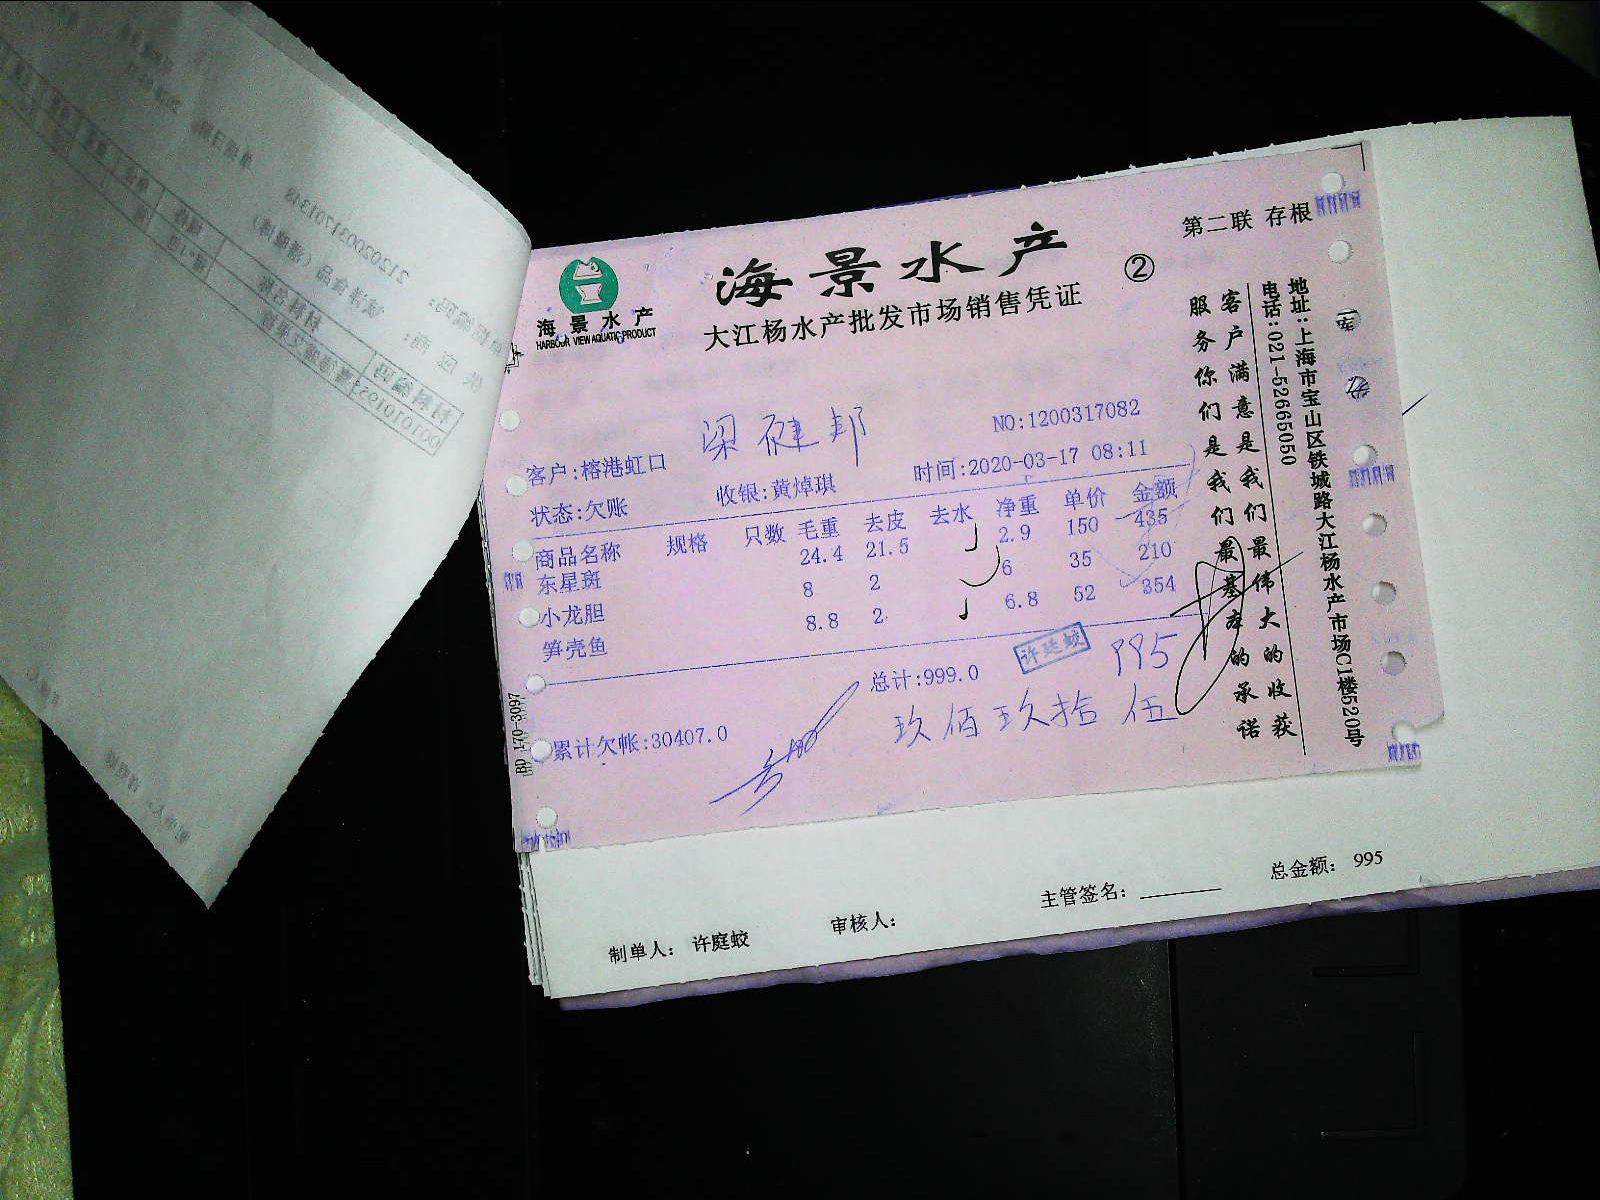 第二联 存根
海景水产
②
海景水产
HARBOUR VIEW AQUATIC PRODUCT
大江杨水产批发市场销售凭证
梁健邦
NO:1200317082
客户:榕港虹口
时间:2020-03-17 08:11
状态:欠账
收银:黄焯琪
商品名称 规格 只数 毛重 去皮 去水 净重 单价 金额
东星斑 24.4 21.5 2.9 150 435
小龙胆 8 2 6 35 210
笋壳鱼 8.8 2 6.8 52 354
总计:999.0
许廷蛟
995
玖佰玖拾伍
累计欠帐:30407.0
BD 170-3097
服务你们是我们最基本的承诺
客户满意是我们最伟大的收获
电话:021-52665050
地址:上海市宝山区铁城路大江杨水产市场C1楼520号
总金额: 995
主管签名:
审核人:
制单人: 许庭蛟